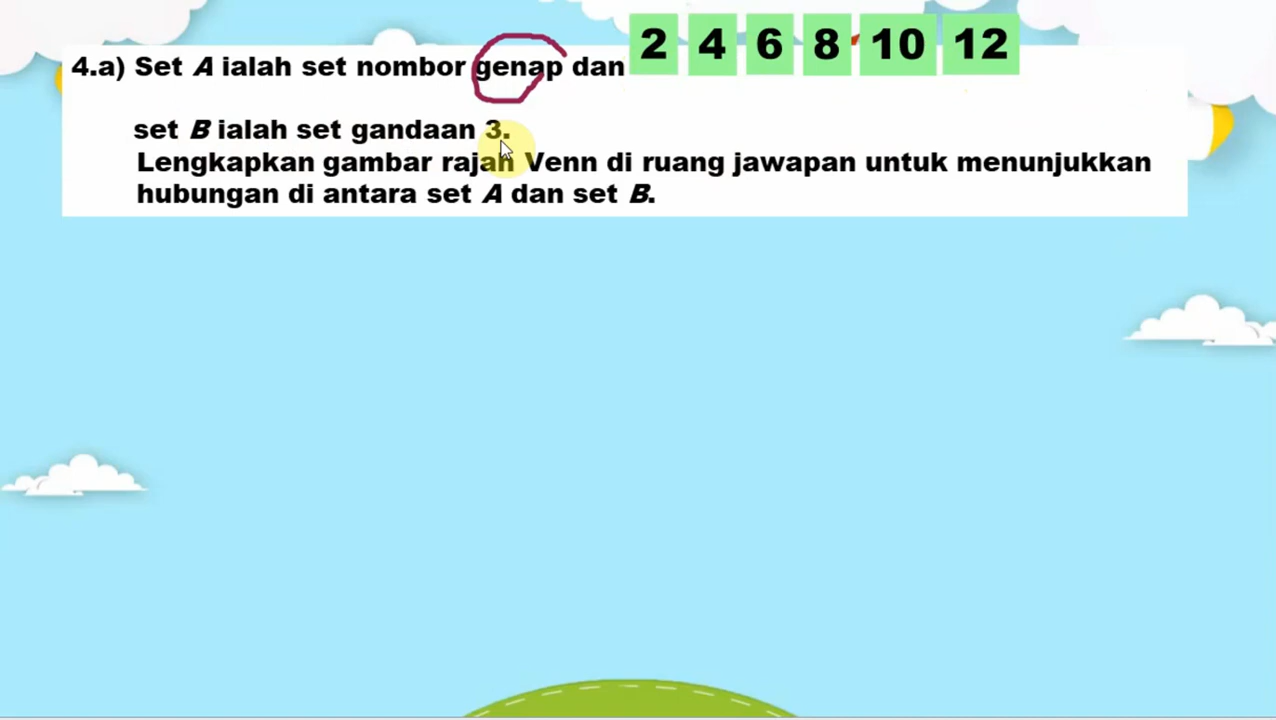 4.a) Set A ialah set nombor genap dan 2 4 6 8 10 12
set B ialah set gandaan 3.
Lengkapkan gambar rajah Venn di ruang jawapan untuk menunjukkan
hubungan di antara set A dan set B.